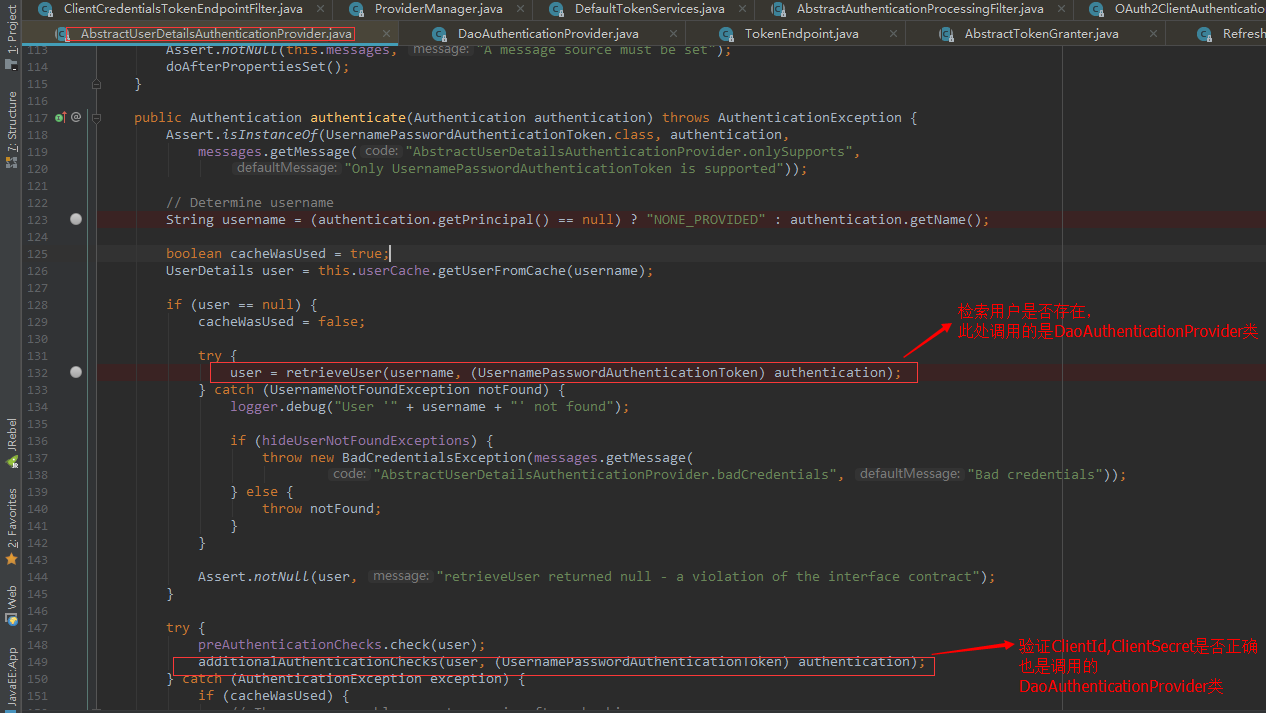 ClientCredentialsTokenEndpointFilter.java ProviderManager.java DefaultTokenServices.java AbstractAuthenticationProcessingFilter.java OAuth2ClientAuthenticatio
AbstractUserDetailsAuthenticationProvider.java DaoAuthenticationProvider.java TokenEndpoint.java AbstractTokenGranter.java Refresh
1: Project
7: Structure
JRebel
2: Favorites
Web
JavaEE:App
113 Assert.notNull(this.messages, message: "A message source must be set");
114 doAfterPropertiesSet();
115 }
116
117 @ public Authentication authenticate(Authentication authentication) throws AuthenticationException {
118 Assert.isInstanceOf(UsernamePasswordAuthenticationToken.class, authentication,
119 messages.getMessage( code: "AbstractUserDetailsAuthenticationProvider.onlySupports",
120 defaultMessage: "Only UsernamePasswordAuthenticationToken is supported"));
121
122 // Determine username
123 String username = (authentication.getPrincipal() == null) ? "NONE_PROVIDED" : authentication.getName();
124
125 boolean cacheWasUsed = true;
126 UserDetails user = this.userCache.getUserFromCache(username);
127
128 if (user == null) {
129 cacheWasUsed = false;
130
131 try {
132 user = retrieveUser(username, (UsernamePasswordAuthenticationToken) authentication);
133 } catch (UsernameNotFoundException notFound) {
134 logger.debug("User '" + username + "' not found");
135
136 if (hideUserNotFoundExceptions) {
137 throw new BadCredentialsException(messages.getMessage(
138 code: "AbstractUserDetailsAuthenticationProvider.badCredentials", defaultMessage: "Bad credentials"));
139 } else {
140 throw notFound;
141 }
142 }
143
144 Assert.notNull(user, message: "retrieveUser returned null - a violation of the interface contract");
145 }
146
147 try {
148 preAuthenticationChecks.check(user);
149 additionalAuthenticationChecks(user, (UsernamePasswordAuthenticationToken) authentication);
150 } catch (AuthenticationException exception) {
151 if (cacheWasUsed) {
检索用户是否存在.
此处调用的是DaoAuthenticationProvider类
验证ClientId,ClientSecret是否正确
也是调用的
DaoAuthenticationProvider类